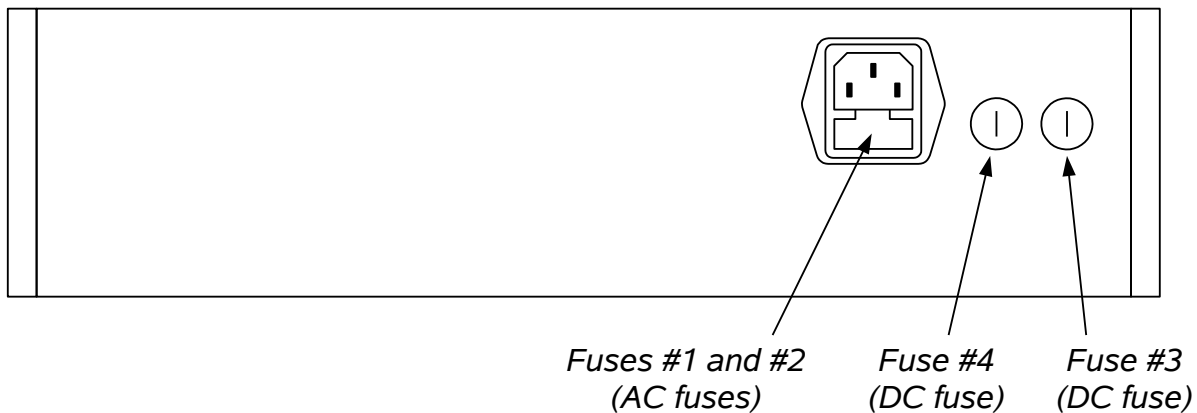 Fuses #1 and #2
(AC fuses)
Fuse #4
(DC fuse)
Fuse #3
(DC fuse)